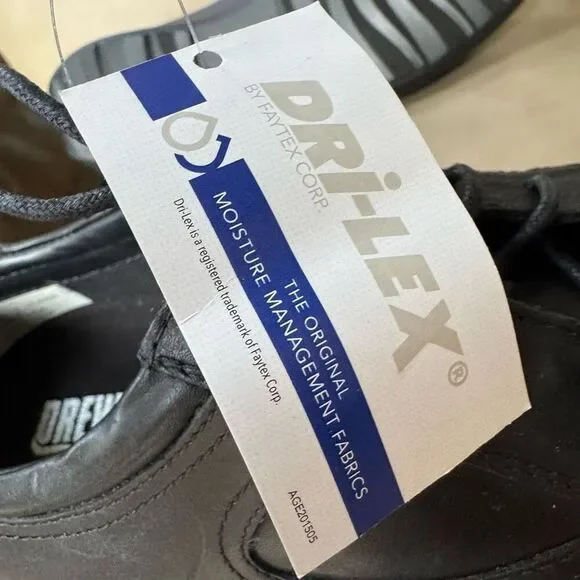 DRi-LEX®
BY FAYTEX CORP.
THE ORIGINAL
MOISTURE MANAGEMENT FABRICS
Dri-Lex is a registered trademark of Faytex Corp.
AGE201505
DREW